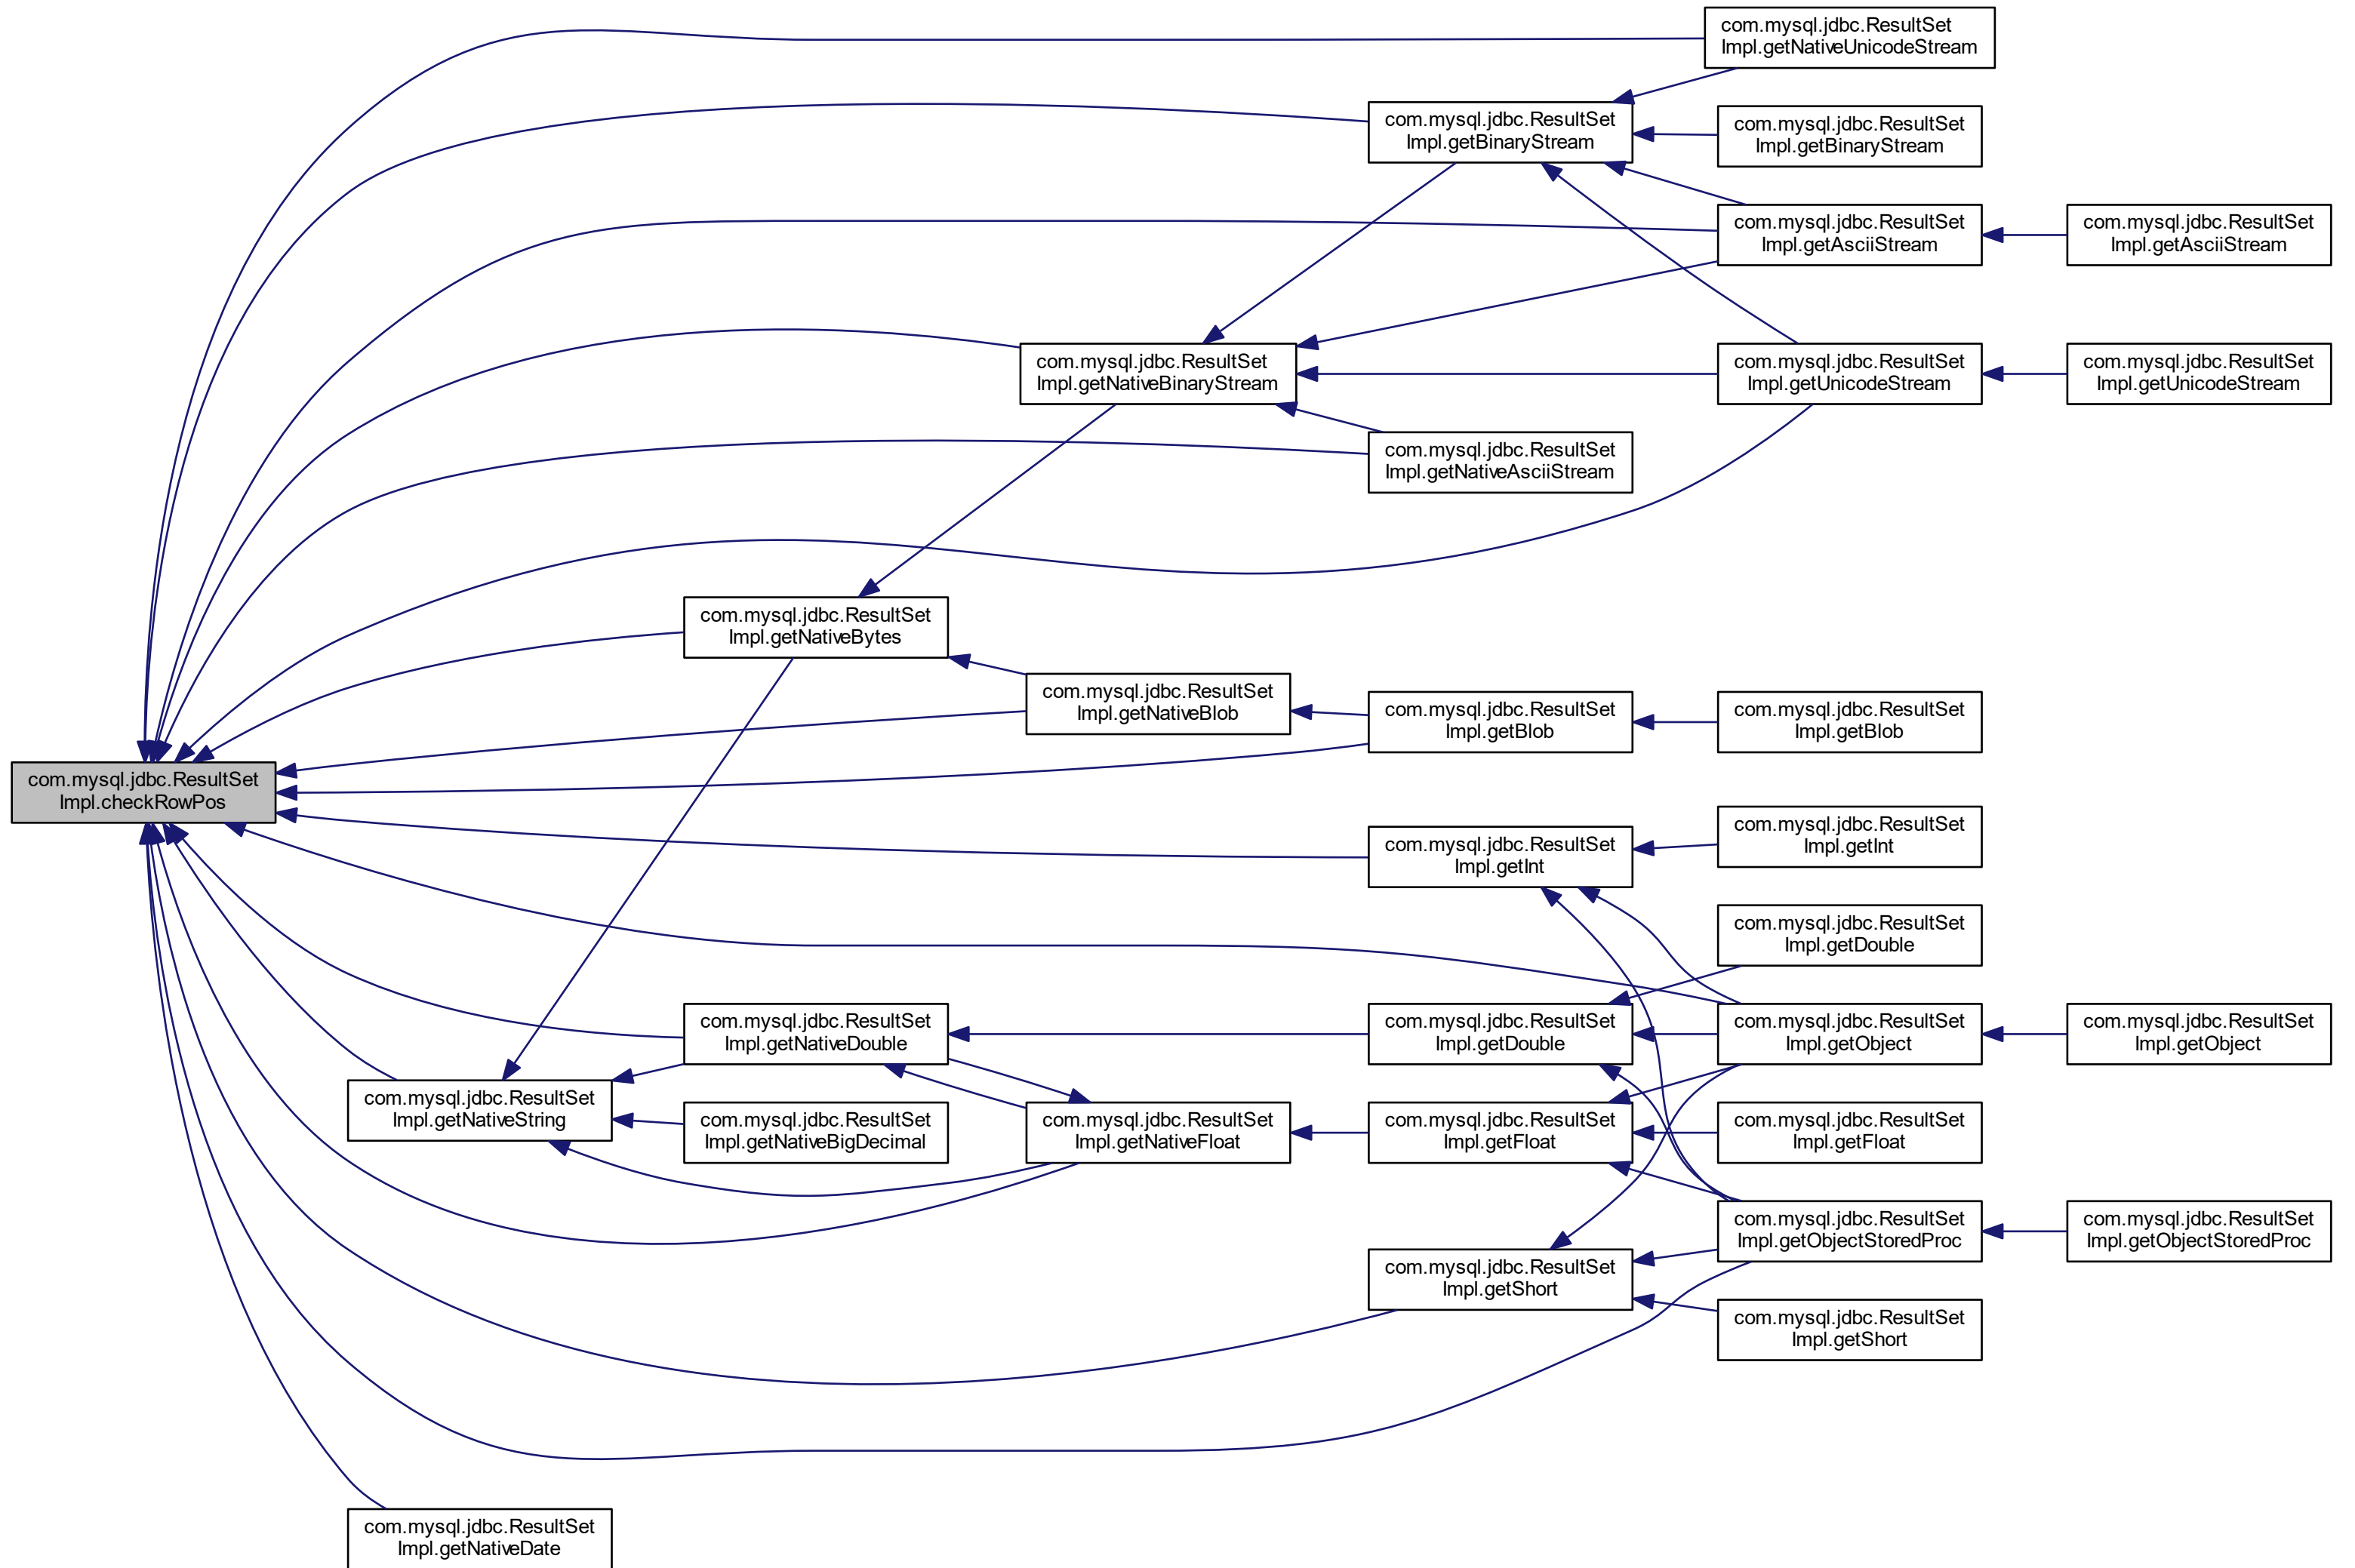 com.mysql.jdbc.ResultSet
Impl.getNativeUnicodeStream
com.mysql.jdbc.ResultSet
Impl.getBinaryStream
com.mysql.jdbc.ResultSet
Impl.getBinaryStream
com.mysql.jdbc.ResultSet
Impl.getAsciiStream
com.mysql.jdbc.ResultSet
Impl.getAsciiStream
com.mysql.jdbc.ResultSet
Impl.getNativeBinaryStream
com.mysql.jdbc.ResultSet
Impl.getUnicodeStream
com.mysql.jdbc.ResultSet
Impl.getUnicodeStream
com.mysql.jdbc.ResultSet
Impl.getNativeAsciiStream
com.mysql.jdbc.ResultSet
Impl.getNativeBytes
com.mysql.jdbc.ResultSet
Impl.getNativeBlob
com.mysql.jdbc.ResultSet
Impl.getBlob
com.mysql.jdbc.ResultSet
Impl.getBlob
com.mysql.jdbc.ResultSet
Impl.checkRowPos
com.mysql.jdbc.ResultSet
Impl.getInt
com.mysql.jdbc.ResultSet
Impl.getInt
com.mysql.jdbc.ResultSet
Impl.getDouble
com.mysql.jdbc.ResultSet
Impl.getNativeDouble
com.mysql.jdbc.ResultSet
Impl.getDouble
com.mysql.jdbc.ResultSet
Impl.getObject
com.mysql.jdbc.ResultSet
Impl.getObject
com.mysql.jdbc.ResultSet
Impl.getNativeString
com.mysql.jdbc.ResultSet
Impl.getNativeBigDecimal
com.mysql.jdbc.ResultSet
Impl.getNativeFloat
com.mysql.jdbc.ResultSet
Impl.getFloat
com.mysql.jdbc.ResultSet
Impl.getFloat
com.mysql.jdbc.ResultSet
Impl.getObjectStoredProc
com.mysql.jdbc.ResultSet
Impl.getObjectStoredProc
com.mysql.jdbc.ResultSet
Impl.getShort
com.mysql.jdbc.ResultSet
Impl.getShort
com.mysql.jdbc.ResultSet
Impl.getNativeDate